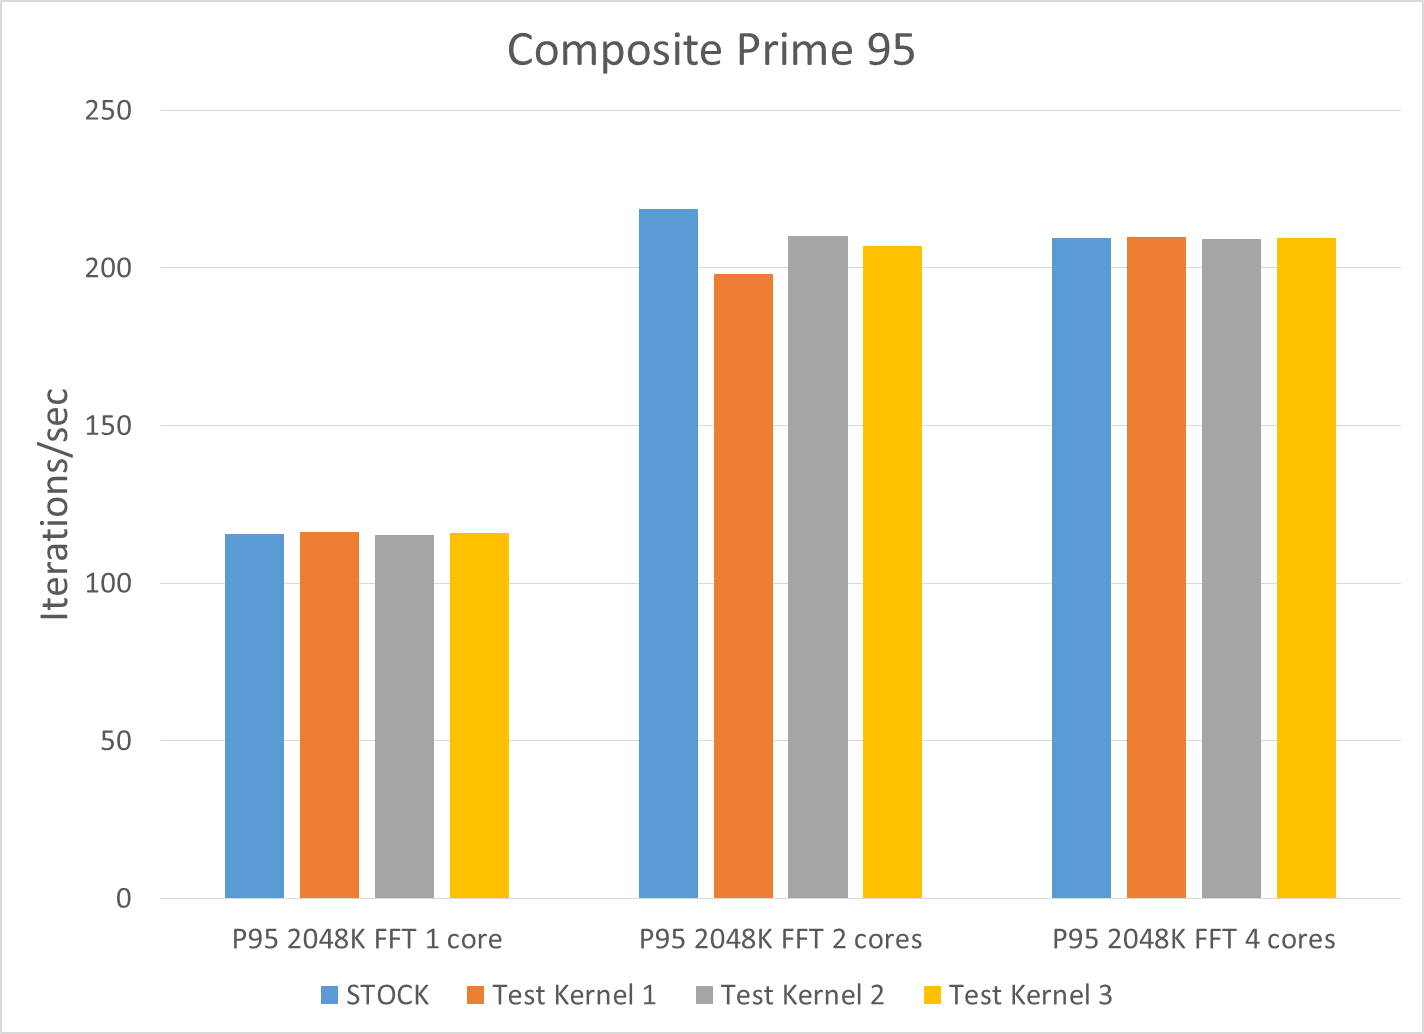 Composite Prime 95
250
200
150
100
50
0
Iterations/sec
P95 2048K FFT 1 core
P95 2048K FFT 2 cores
P95 2048K FFT 4 cores
STOCK
Test Kernel 1
Test Kernel 2
Test Kernel 3